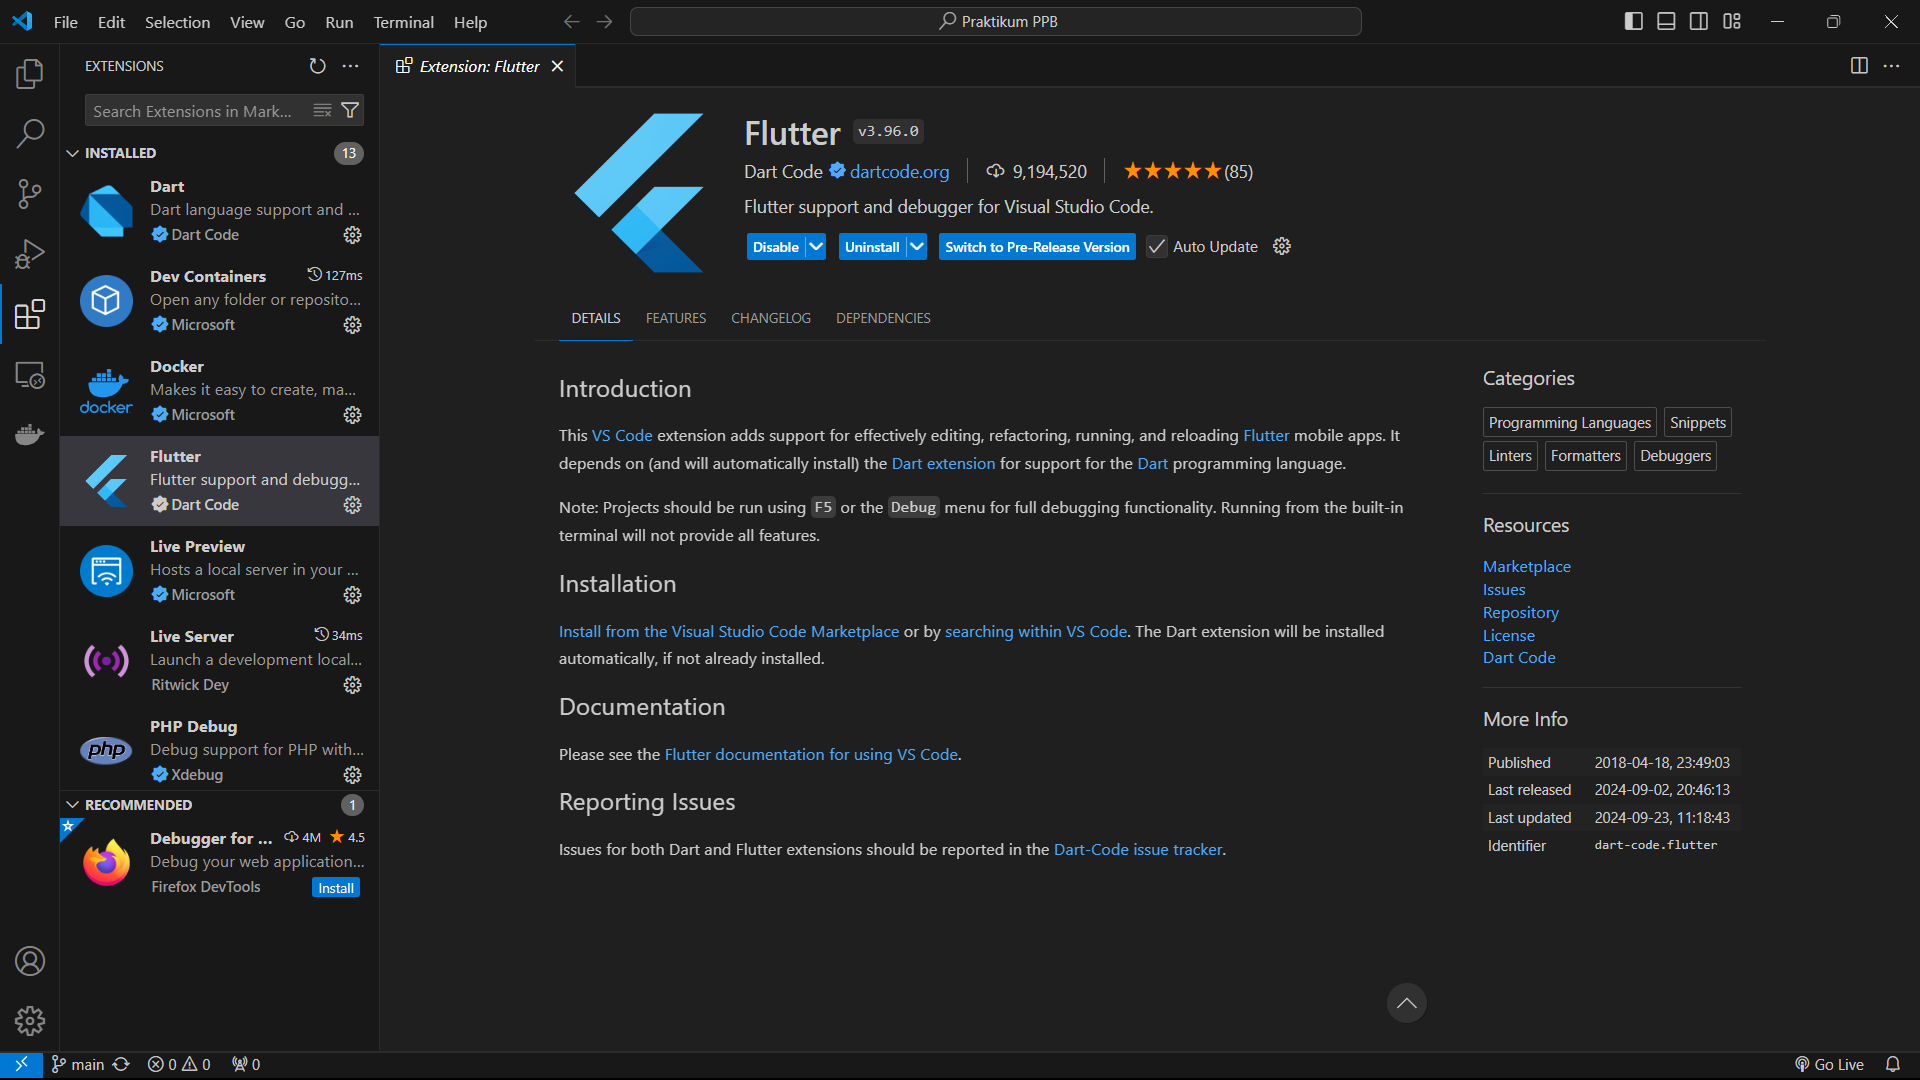 File Edit Selection View Go Run Terminal Help
Praktikum PPB
EXTENSIONS
Search Extensions in Mark...
INSTALLED 13
Dart
Dart language support and ...
Dart Code
Dev Containers 127ms
Open any folder or reposito...
Microsoft
docker
Docker
Makes it easy to create, ma...
Microsoft
Flutter
Flutter support and debugg...
Dart Code
Live Preview
Hosts a local server in your ...
Microsoft
Live Server 34ms
Launch a development local...
Ritwick Dey
php
PHP Debug
Debug support for PHP with...
Xdebug
RECOMMENDED 1
Debugger for ... 4M 4.5
Debug your web application...
Firefox DevTools Install
Extension: Flutter
Flutter v3.96.0
Dart Code dartcode.org 9,194,520 (85)
Flutter support and debugger for Visual Studio Code.
Disable Uninstall Switch to Pre-Release Version Auto Update
DETAILS FEATURES CHANGELOG DEPENDENCIES
Introduction
This VS Code extension adds support for effectively editing, refactoring, running, and reloading Flutter mobile apps. It
depends on (and will automatically install) the Dart extension for support for the Dart programming language.
Note: Projects should be run using F5 or the Debug menu for full debugging functionality. Running from the built-in
terminal will not provide all features.
Installation
Install from the Visual Studio Code Marketplace or by searching within VS Code. The Dart extension will be installed
automatically, if not already installed.
Documentation
Please see the Flutter documentation for using VS Code.
Reporting Issues
Issues for both Dart and Flutter extensions should be reported in the Dart-Code issue tracker.
Categories
Programming Languages Snippets
Linters Formatters Debuggers
Resources
Marketplace
Issues
Repository
License
Dart Code
More Info
Published 2018-04-18, 23:49:03
Last released 2024-09-02, 20:46:13
Last updated 2024-09-23, 11:18:43
Identifier dart-code.flutter
main 0 0 0
Go Live